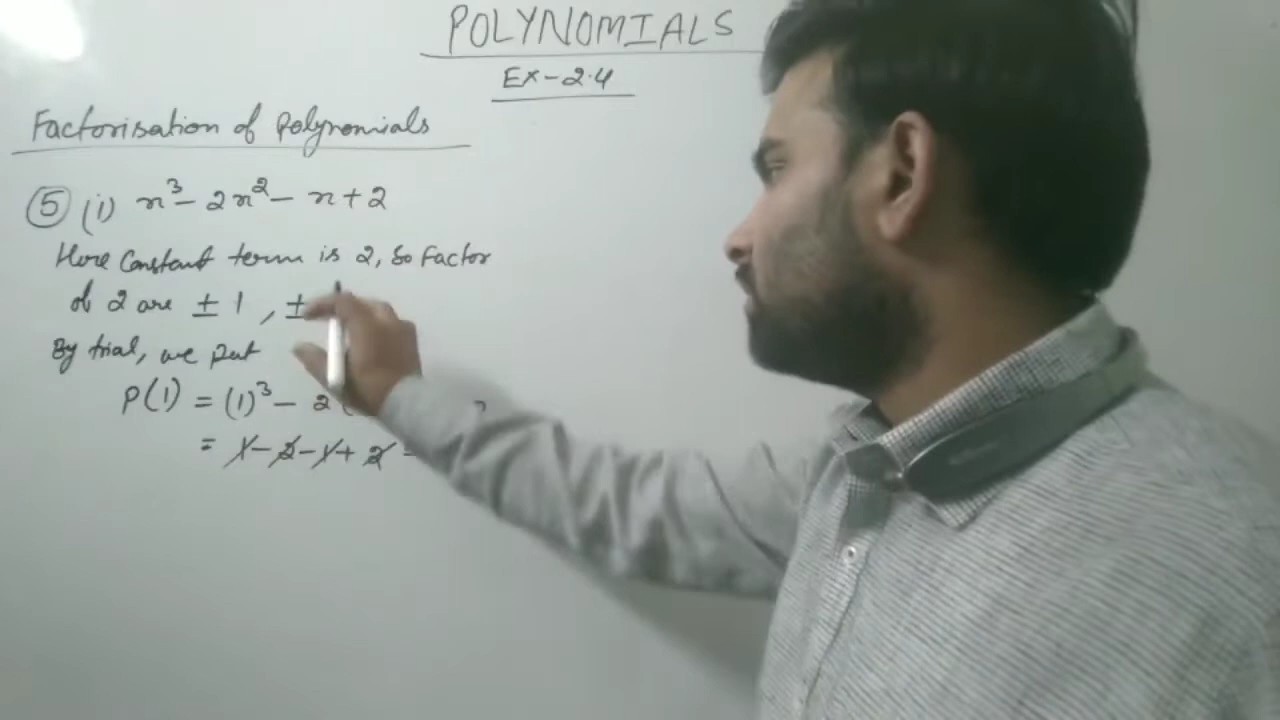 POLYNOMIALS
Ex-2.4
Factorisation of Polynomials
⑤ (i) x³ - 2x² - x + 2
Here Constant term is 2, So Factor
of 2 are ± 1, ±
By trial, we put
P(1) = (1)³ - 2 (
= 1 - 2 - 1 + 2